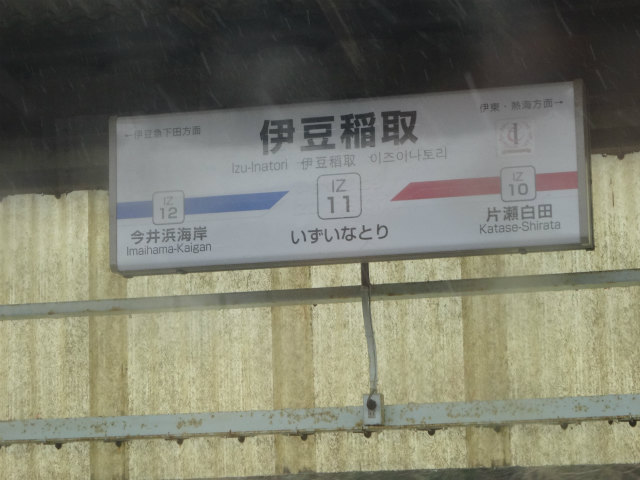 ←伊豆急下田方面
伊東・熱海方面→
伊豆稲取
Izu-Inatori 伊豆稲取 이즈이나토리
IZ
12
IZ
11
IZ
10
今井浜海岸
Imaihama-Kaigan
いずいなとり
片瀬白田
Katase-Shirata